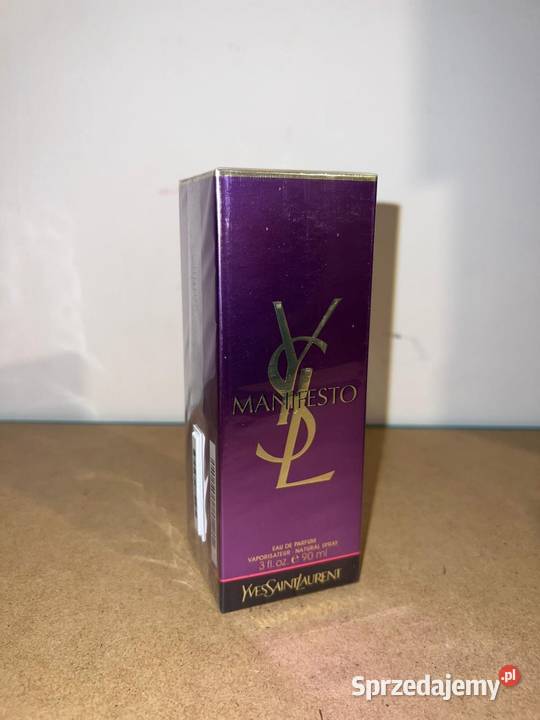 YSL
MANIFESTO
EAU DE PARFUM
VAPORISATEUR - NATURAL SPRAY
3 fl. oz. e 90 ml
YVESSAINTLAURENT
Sprzedajemy.pl